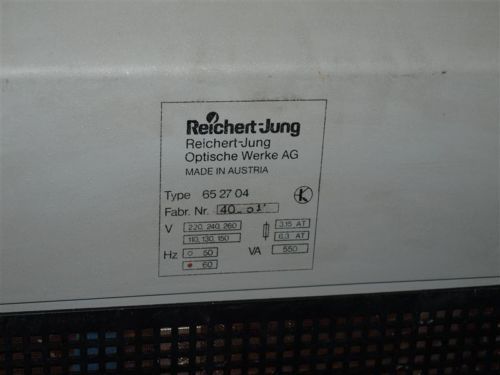 Reichert-Jung
Reichert-Jung
Optische Werke AG
MADE IN AUSTRIA
Type 65 27 04
Fabr. Nr.
V 220, 240, 260 3.15 AT
110, 130, 150 6.3 AT
Hz 50 VA 550
60